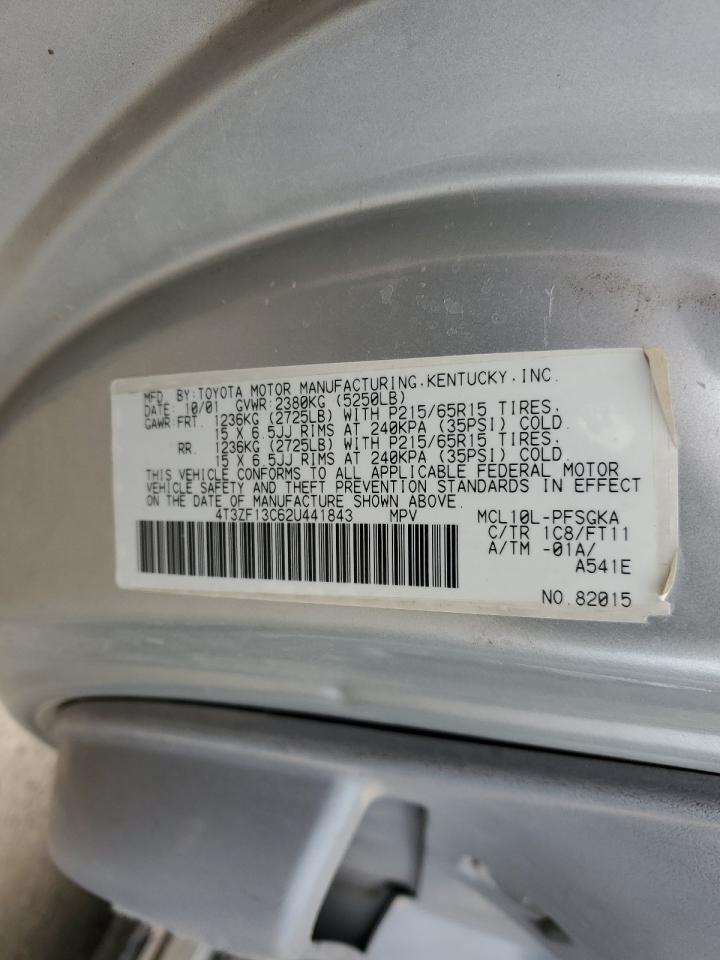 MFD. BY:TOYOTA MOTOR MANUFACTURING,KENTUCKY,INC.
DATE: 10/01 GVWR:2380KG (5250LB)
GAWR:FRT. 1236KG (2725LB) WITH P215/65R15 TIRES,
15 X 6.5JJ RIMS AT 240KPA (35PSI) COLD.
RR. 1236KG (2725LB) WITH P215/65R15 TIRES,
15 X 6.5JJ RIMS AT 240KPA (35PSI) COLD.
THIS VEHICLE CONFORMS TO ALL APPLICABLE FEDERAL MOTOR
VEHICLE SAFETY AND THEFT PREVENTION STANDARDS IN EFFECT
ON THE DATE OF MANUFACTURE SHOWN ABOVE.
4T3ZF13C62U441843 MPV MCL10L-PFSGKA
C/TR 1C8/FT11
A/TM -01A/
A541E
NO.82015